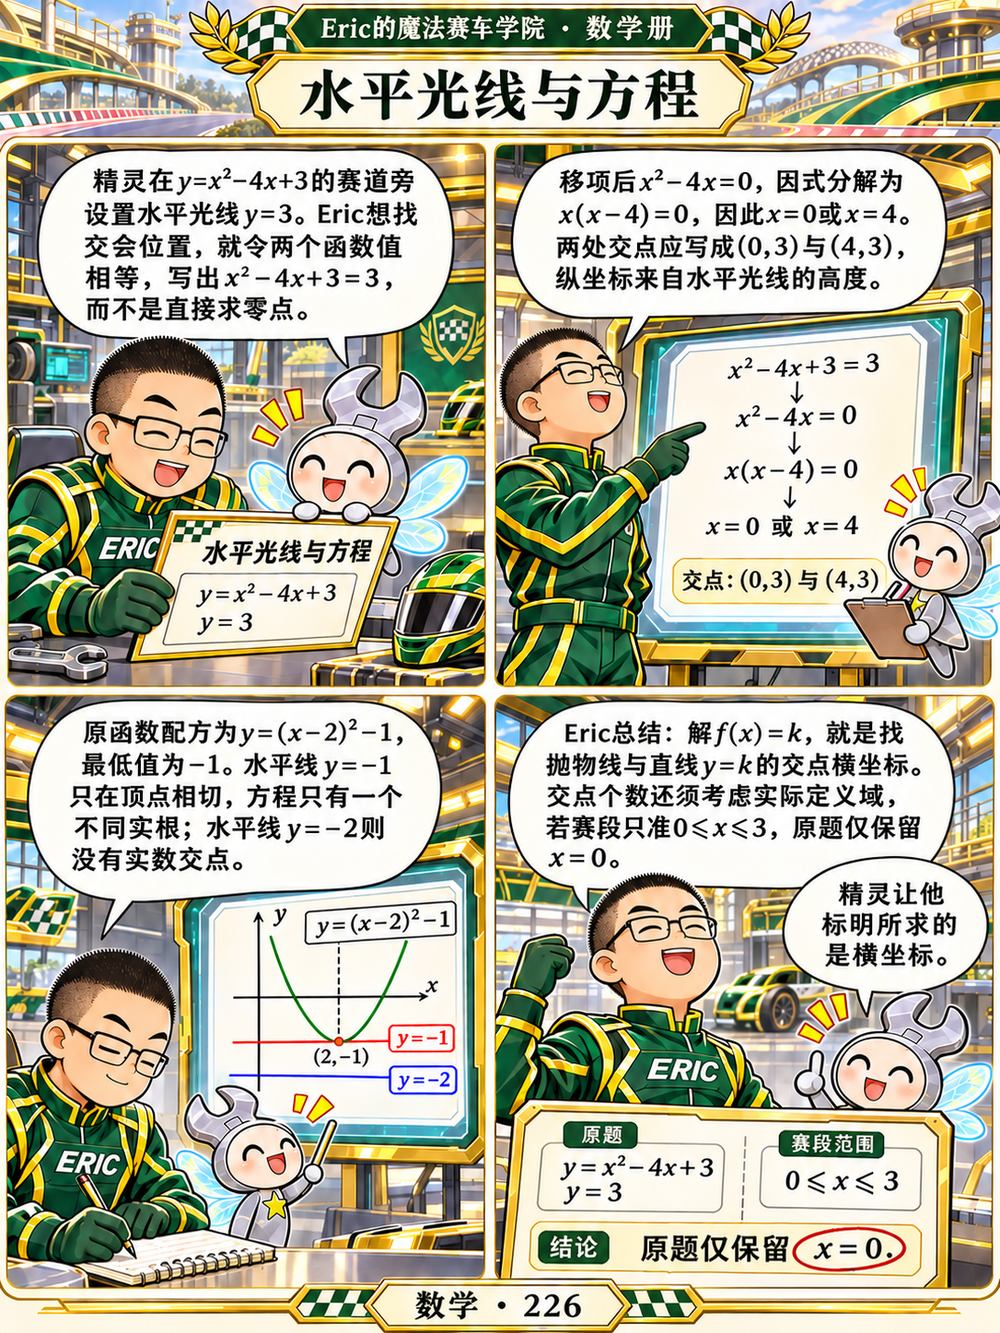 Eric的魔法赛车学院 · 数学册
水平光线与方程
精灵在y=x²−4x+3的赛道旁
设置水平光线y=3。Eric想找
交会位置，就令两个函数值
相等，写出x²−4x+3=3，
而不是直接求零点。
ERIC
水平光线与方程
y=x²−4x+3
y=3
移项后x²−4x=0，因式分解为
x(x−4)=0，因此x=0或x=4。
两处交点应写成(0,3)与(4,3)，
纵坐标来自水平光线的高度。
x²−4x+3=3
↓
x²−4x=0
↓
x(x−4)=0
↓
x=0 或 x=4
交点：(0,3) 与 (4,3)
原函数配方为y=(x−2)²−1，
最低值为−1。水平线y=−1
只在顶点相切，方程只有一个
不同实根；水平线y=−2则
没有实数交点。
y
y=(x−2)²−1
x
y=−1
(2,−1)
y=−2
ERIC
Eric总结：解f(x)=k，就是找
抛物线与直线y=k的交点横坐标。
交点个数还须考虑实际定义域，
若赛段只准0⩽x⩽3，原题仅保留
x=0。
精灵让他
标明所求的
是横坐标。
ERIC
原题
y=x²−4x+3
y=3
赛段范围
0⩽x⩽3
结论 原题仅保留 x=0.
数学 · 226